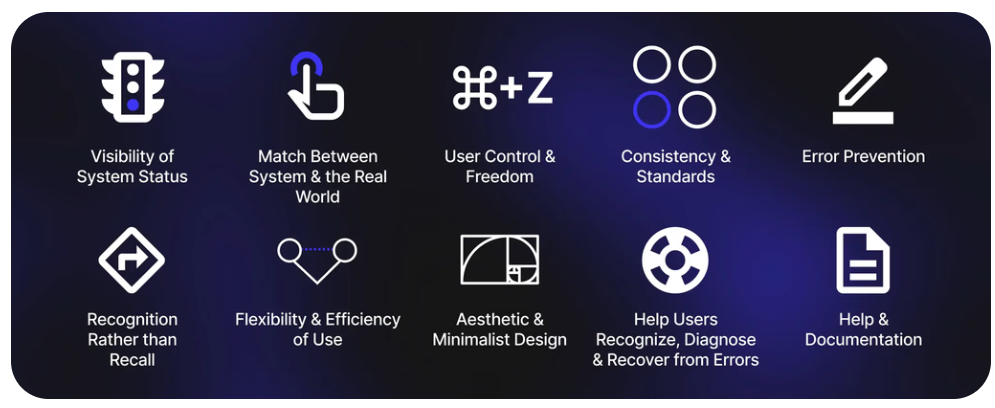 ⌘+Z
Visibility of
System Status
Match Between
System & the Real
World
User Control &
Freedom
Consistency &
Standards
Error Prevention
Recognition
Rather than
Recall
Flexibility & Efficiency
of Use
Aesthetic &
Minimalist Design
Help Users
Recognize, Diagnose
& Recover from Errors
Help &
Documentation